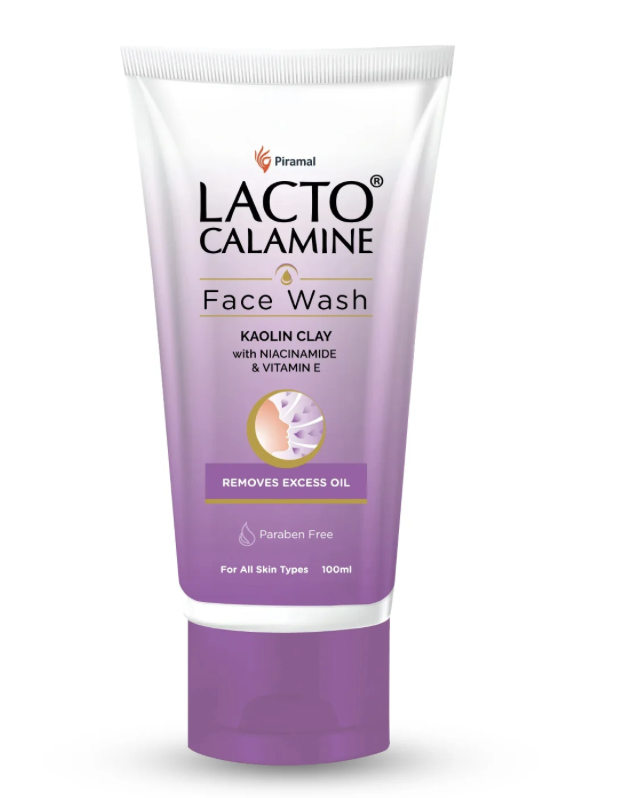 Piramal
LACTO®
CALAMINE
Face Wash
KAOLIN CLAY
with NIACINAMIDE
& VITAMIN E
REMOVES EXCESS OIL
Paraben Free
For All Skin Types 100ml